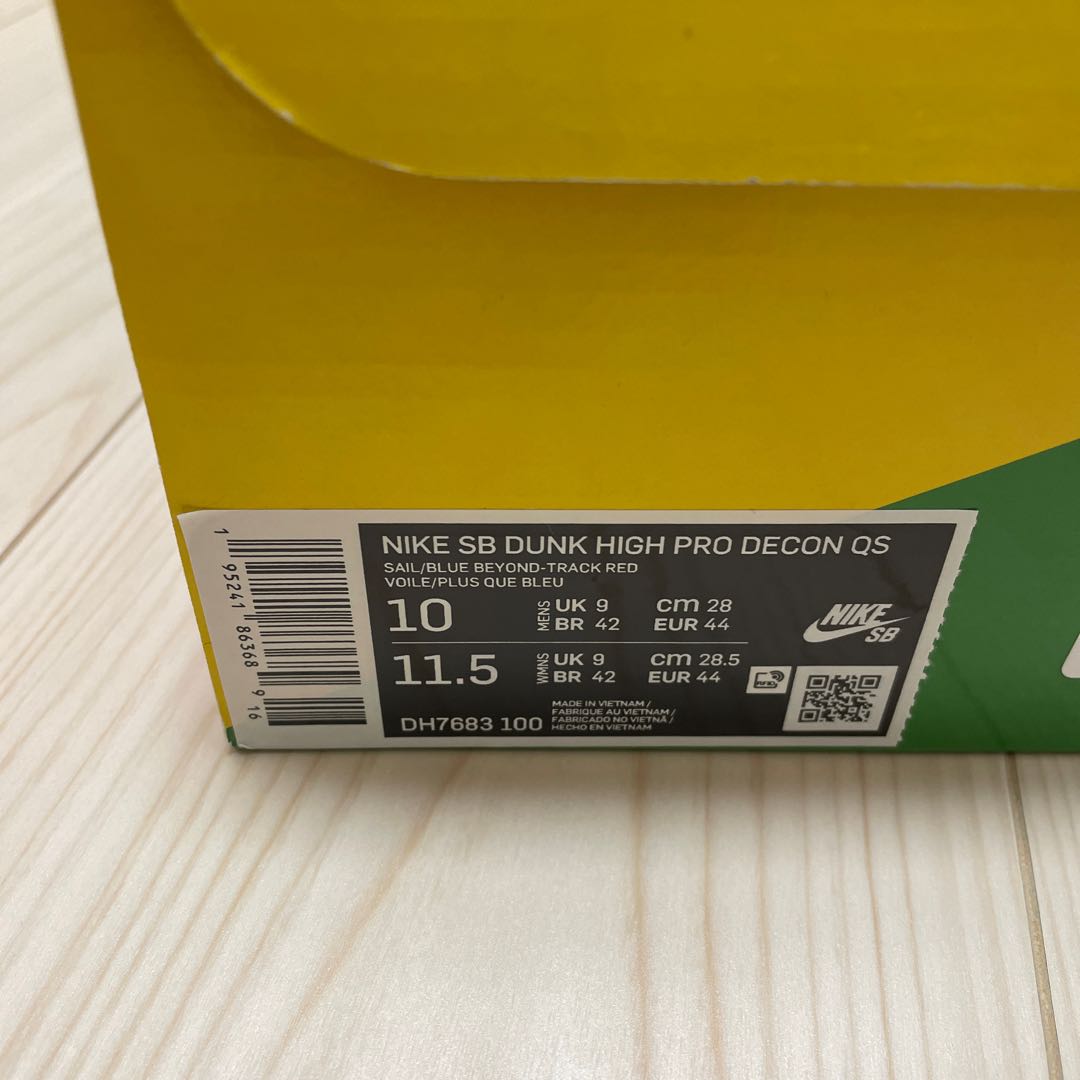 NIKE SB DUNK HIGH PRO DECON QS
SAIL/BLUE BEYOND-TRACK RED
VOILE/PLUS QUE BLEU
10 MENS UK 9 cm 28
BR 42 EUR 44
11.5 WMNS UK 9 cm 28.5
BR 42 EUR 44
DH7683 100
MADE IN VIETNAM /
FABRIQUE AU VIETNAM /
FABRICADO NO VIETNÃ /
HECHO EN VIETNAM
NIKE
SB
RFID
1 95241 86368 9 16